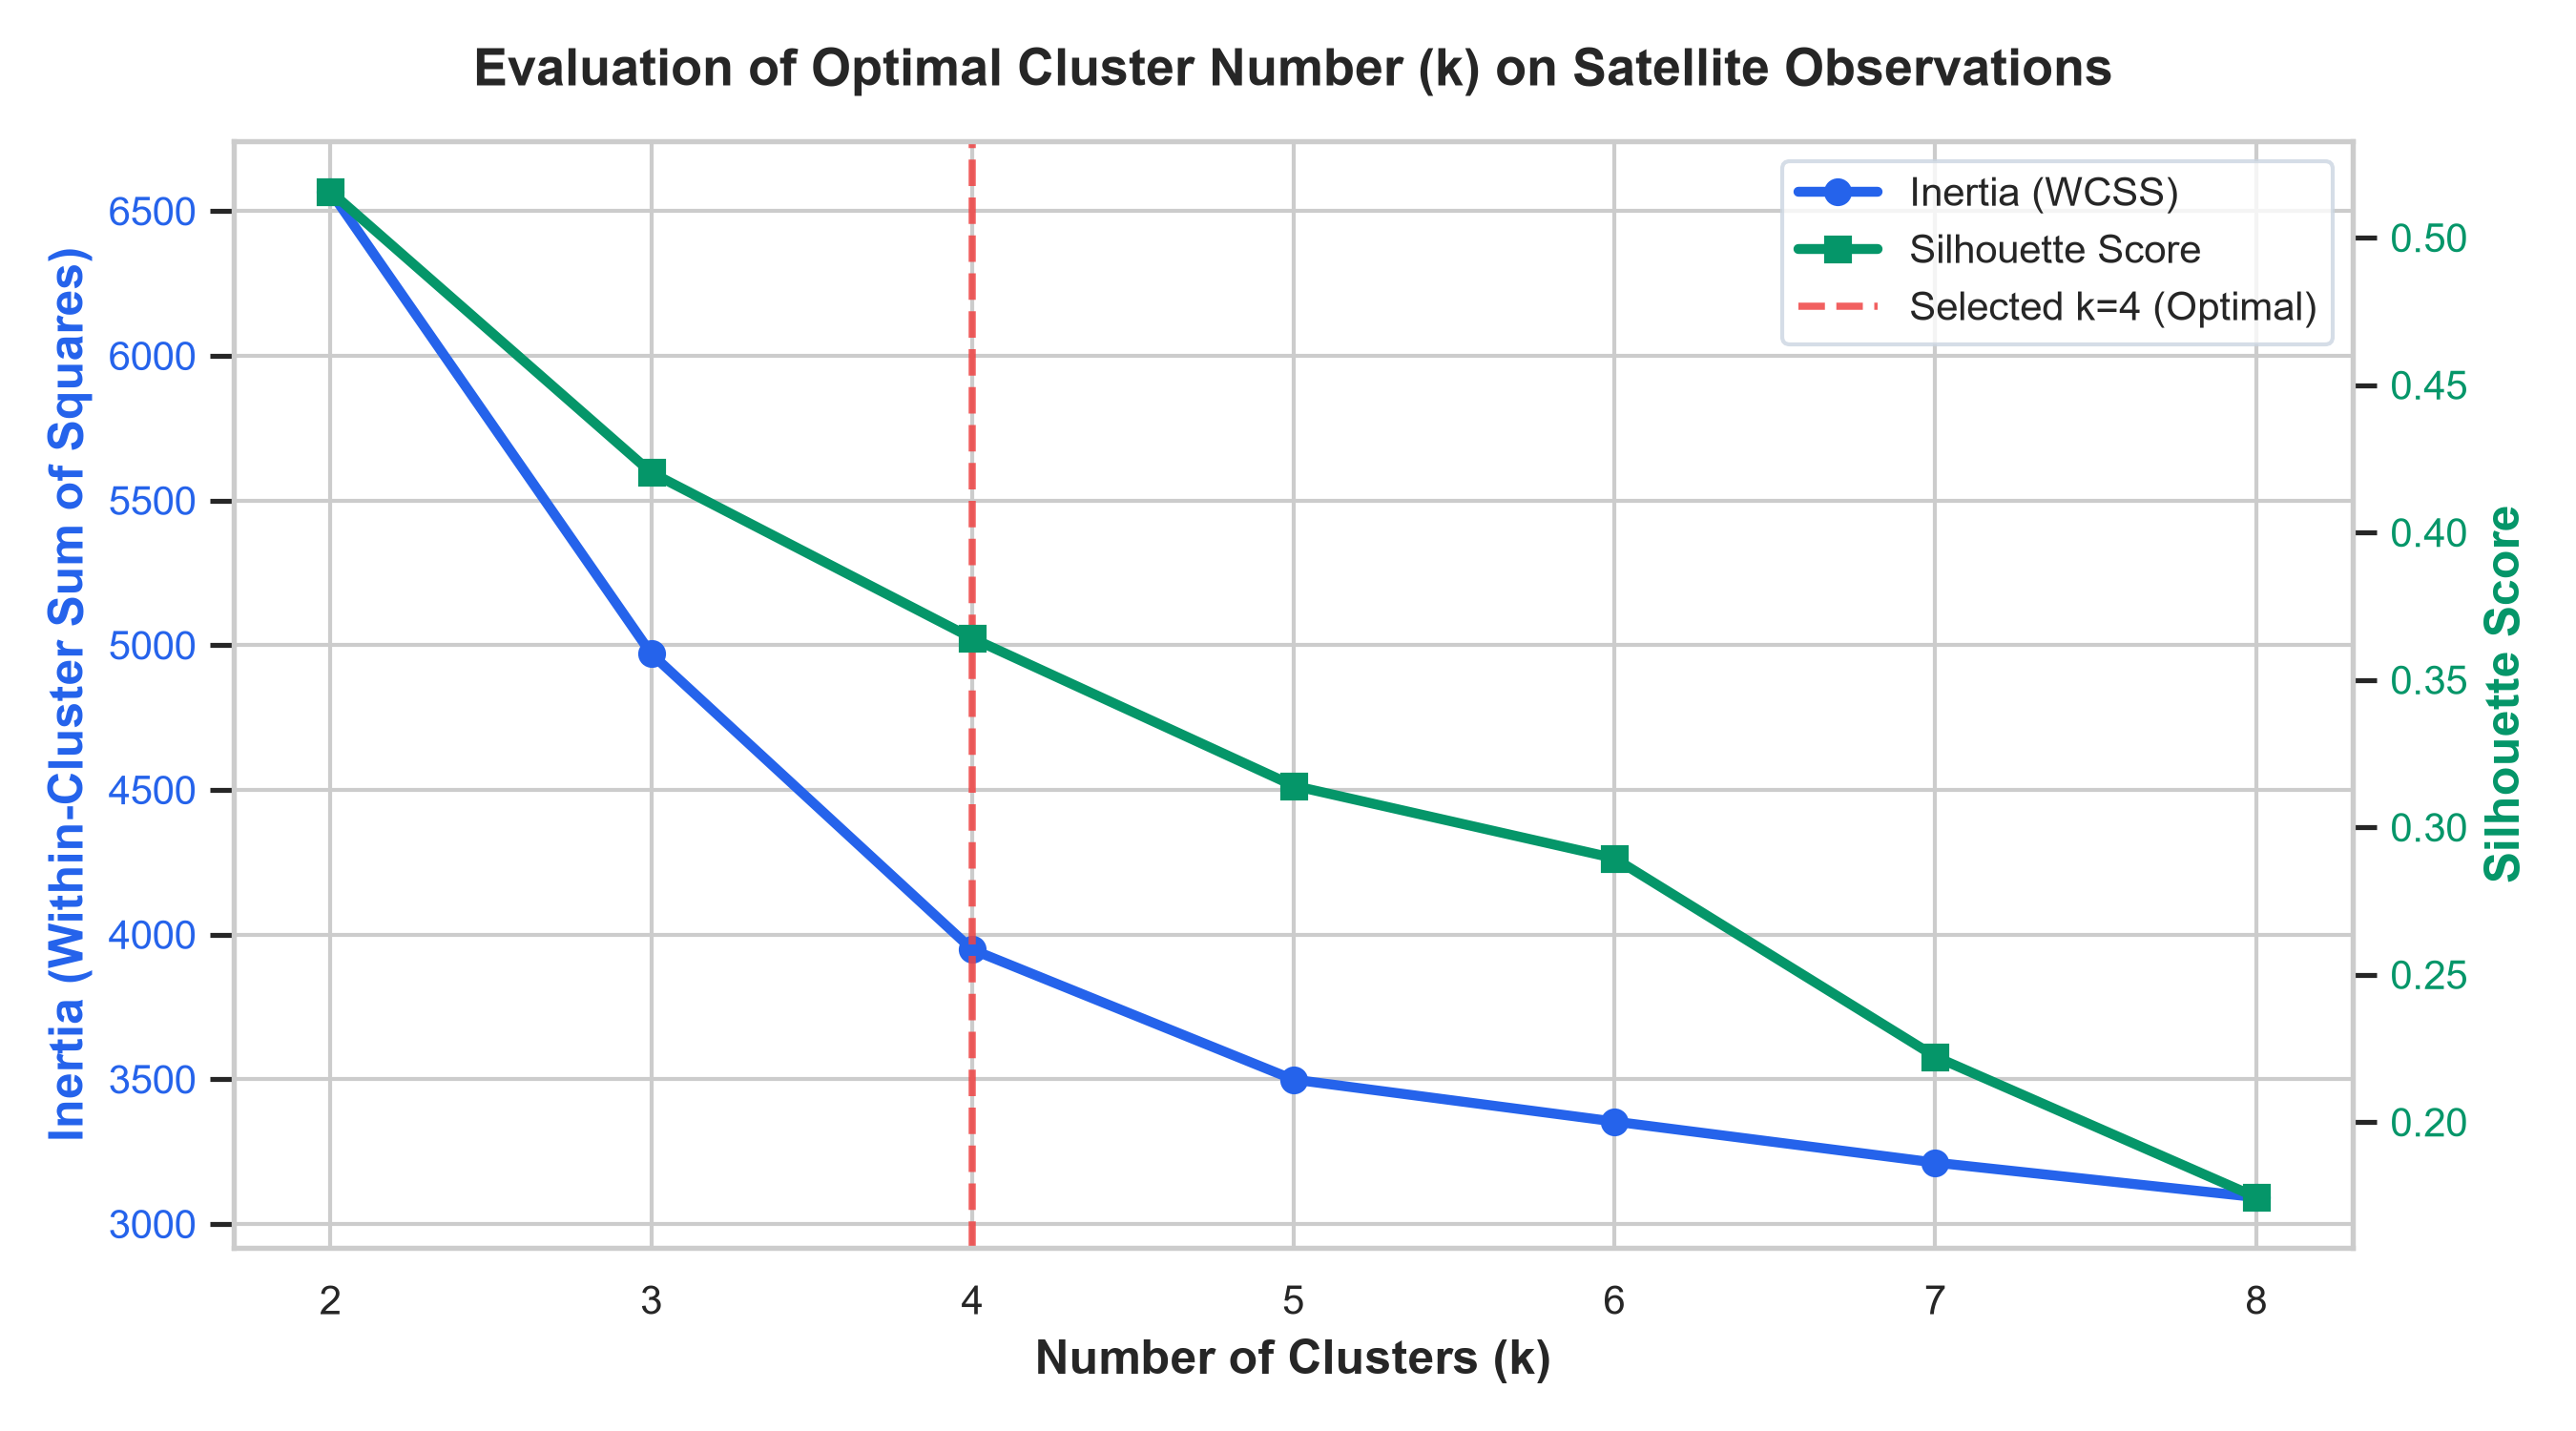 Evaluation of Optimal Cluster Number (k) on Satellite Observations
Inertia (WCSS)
Silhouette Score
Selected k=4 (Optimal)
Inertia (Within-Cluster Sum of Squares)
6500
6000
5500
5000
4500
4000
3500
3000
0.50
0.45
0.40
0.35
0.30
0.25
0.20
Silhouette Score
2 3 4 5 6 7 8
Number of Clusters (k)